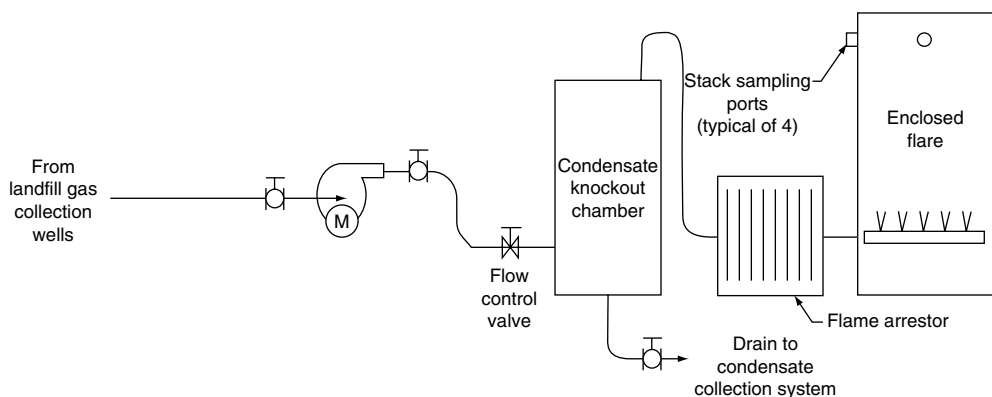 From
landfill gas
collection
wells
M
Flow
control
valve
Condensate
knockout
chamber
Drain to
condensate
collection system
Stack sampling
ports
(typical of 4)
Enclosed
flare
Flame arrestor